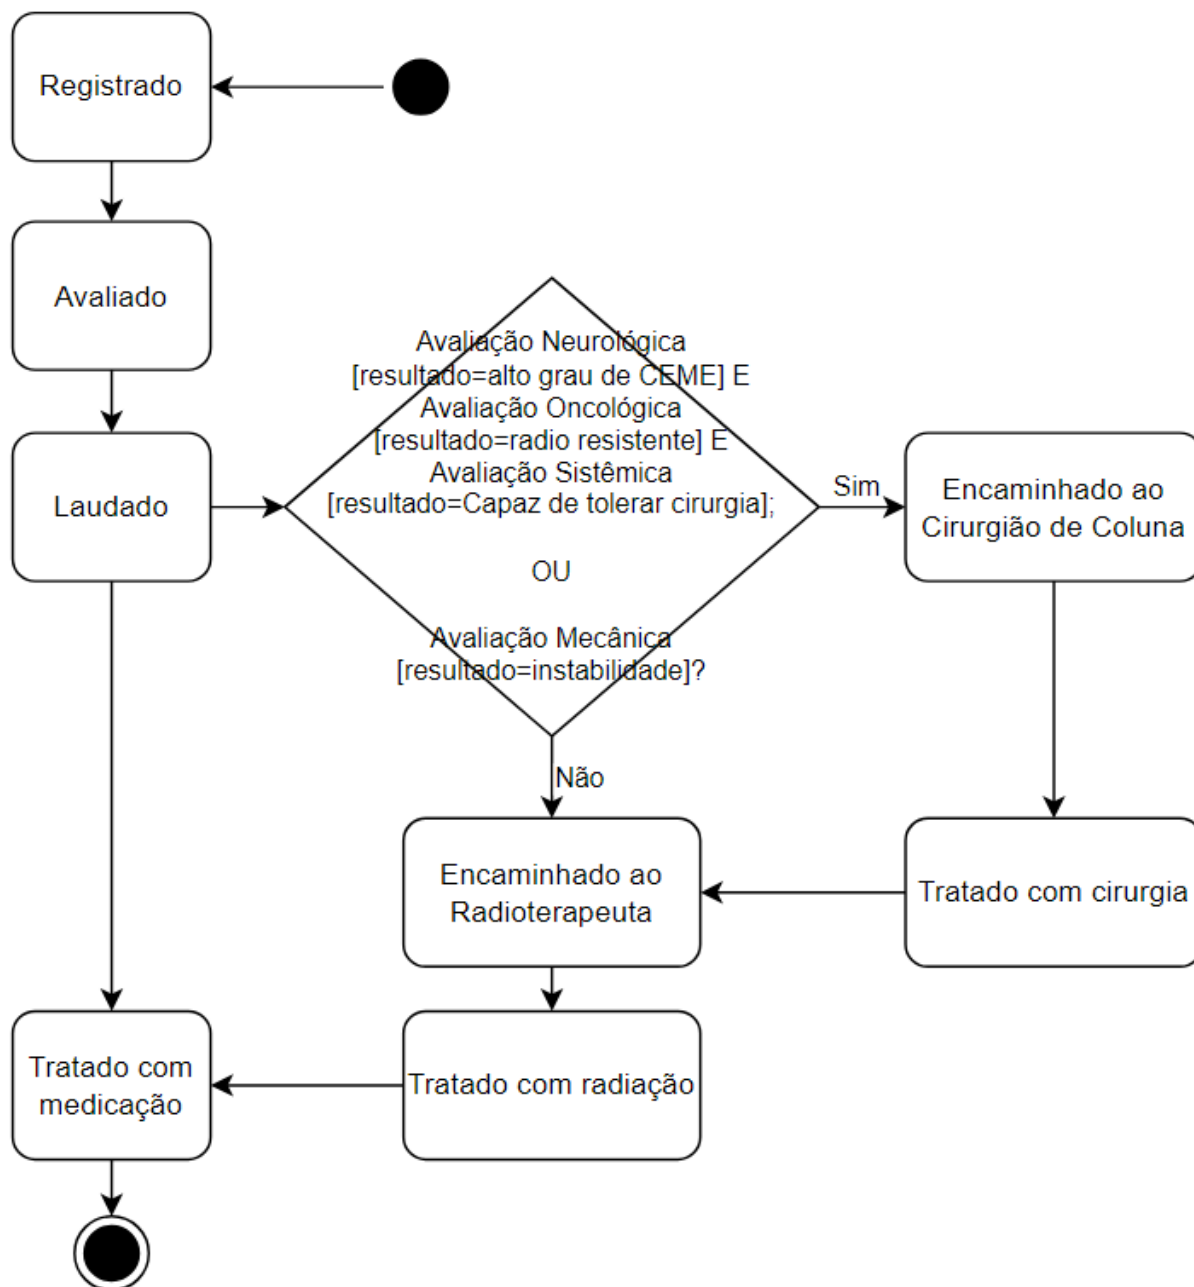 Registrado
Avaliado
Avaliação Neurológica
[resultado=alto grau de CEME] E
Avaliação Oncológica
[resultado=radio resistente] E
Avaliação Sistêmica
[resultado=Capaz de tolerar cirurgia];
OU
Avaliação Mecânica
[resultado=instabilidade]?
Laudado
Sim
Encaminhado ao
Cirurgião de Coluna
Não
Encaminhado ao
Radioterapeuta
Tratado com cirurgia
Tratado com
medicação
Tratado com radiação